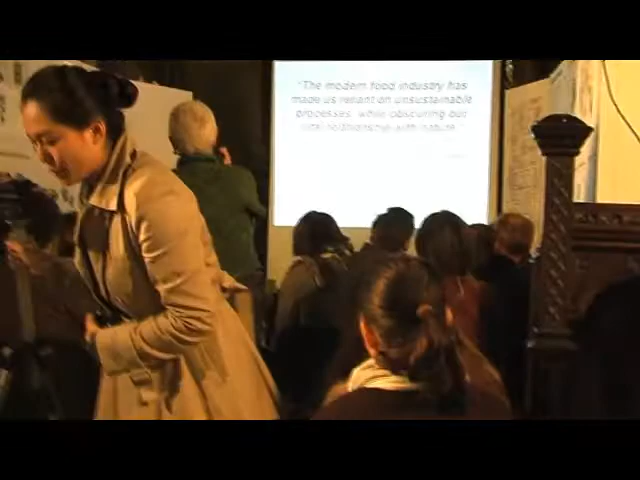 "The modern food industry has
made us reliant on unsustainable
processes, while obscuring our
vital relationship with nature."